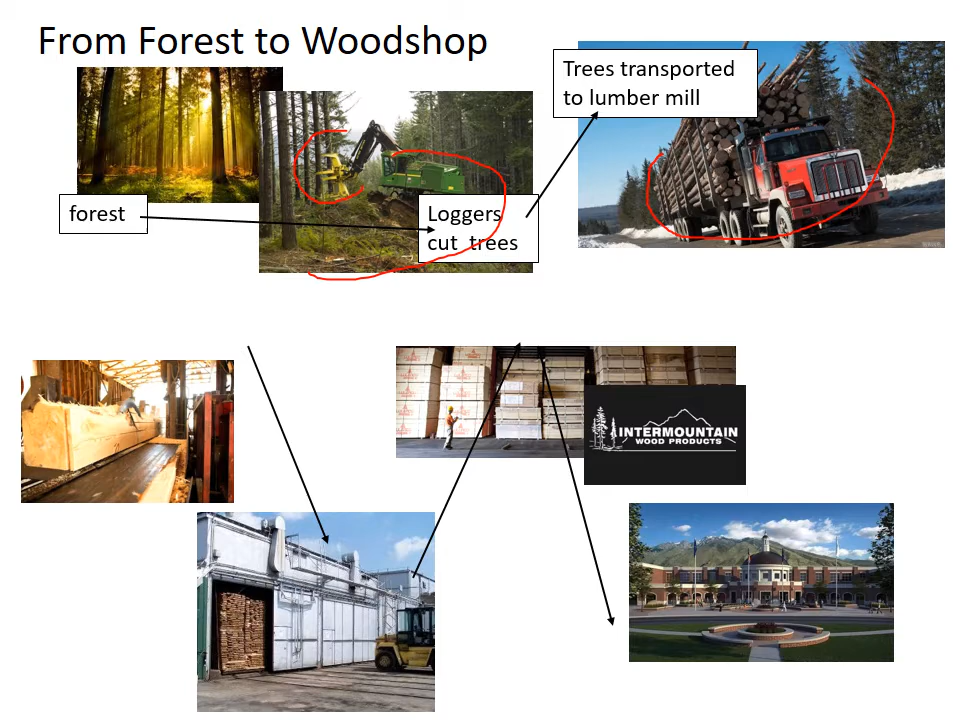 From Forest to Woodshop
forest
Loggers
cut trees
Trees transported
to lumber mill
INTERMOUNTAIN
WOOD PRODUCTS